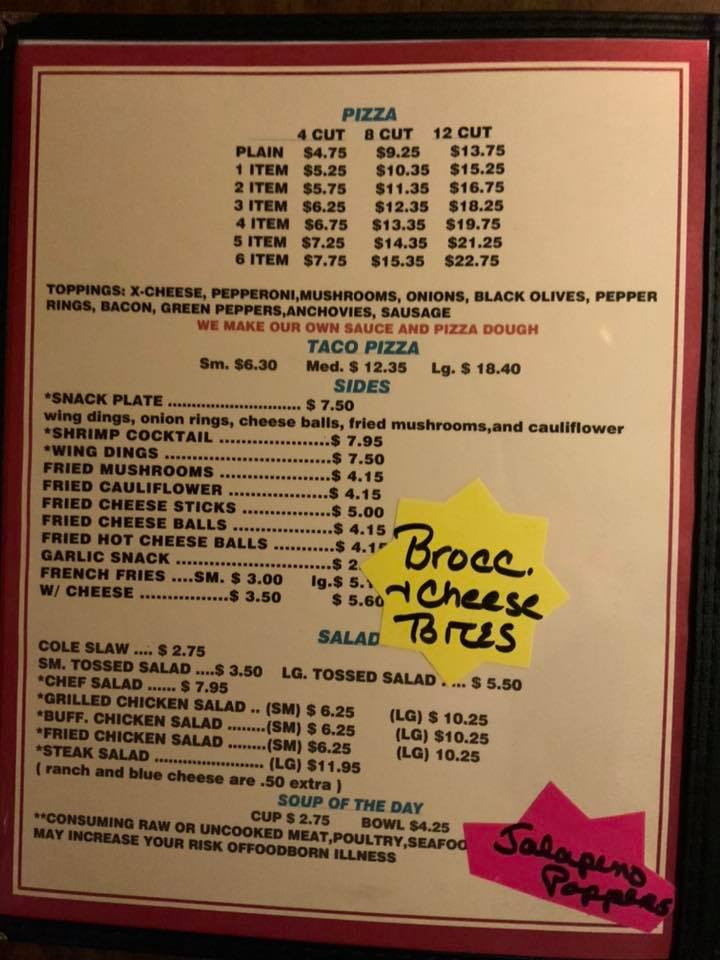 PIZZA
4 CUT 8 CUT 12 CUT
PLAIN $4.75 $9.25 $13.75
1 ITEM $5.25 $10.35 $15.25
2 ITEM $5.75 $11.35 $16.75
3 ITEM $6.25 $12.35 $18.25
4 ITEM $6.75 $13.35 $19.75
5 ITEM $7.25 $14.35 $21.25
6 ITEM $7.75 $15.35 $22.75
TOPPINGS: X-CHEESE, PEPPERONI,MUSHROOMS, ONIONS, BLACK OLIVES, PEPPER
RINGS, BACON, GREEN PEPPERS,ANCHOVIES, SAUSAGE
WE MAKE OUR OWN SAUCE AND PIZZA DOUGH
TACO PIZZA
Sm. $6.30 Med. $ 12.35 Lg. $ 18.40
SIDES
*SNACK PLATE ............................. $ 7.50
wing dings, onion rings, cheese balls, fried mushrooms,and cauliflower
*SHRIMP COCKTAIL ........................$ 7.95
*WING DINGS ....................................$ 7.50
FRIED MUSHROOMS ........................$ 4.15
FRIED CAULIFLOWER ......................$ 4.15
FRIED CHEESE STICKS ...................$ 5.00
FRIED CHEESE BALLS .....................$ 4.15
FRIED HOT CHEESE BALLS ...........$ 4.15
GARLIC SNACK ..................................$ 2.
FRENCH FRIES ....SM. $ 3.00 lg.$ 5.
W/ CHEESE ...................$ 3.50 $ 5.60
Brocc.
+ cheese
BITES
SALAD
COLE SLAW .... $ 2.75
SM. TOSSED SALAD ....$ 3.50 LG. TOSSED SALAD . ... $ 5.50
*CHEF SALAD ...... $ 7.95
*GRILLED CHICKEN SALAD .. (SM) $ 6.25 (LG) $ 10.25
*BUFF. CHICKEN SALAD ........(SM) $ 6.25 (LG) $10.25
*FRIED CHICKEN SALAD ........(SM) $6.25 (LG) 10.25
*STEAK SALAD ....................... (LG) $11.95
( ranch and blue cheese are .50 extra )
SOUP OF THE DAY
CUP $ 2.75 BOWL $4.25
**CONSUMING RAW OR UNCOOKED MEAT,POULTRY,SEAFOO
MAY INCREASE YOUR RISK OFFOODBORN ILLNESS
Jalapeno
Poppers